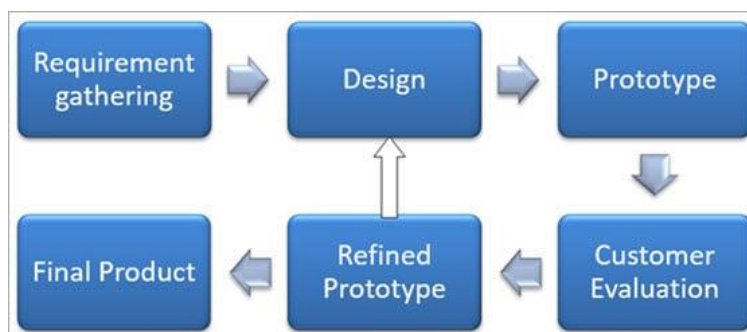 Requirement
gathering
Design
Prototype
Final Product
Refined
Prototype
Customer
Evaluation